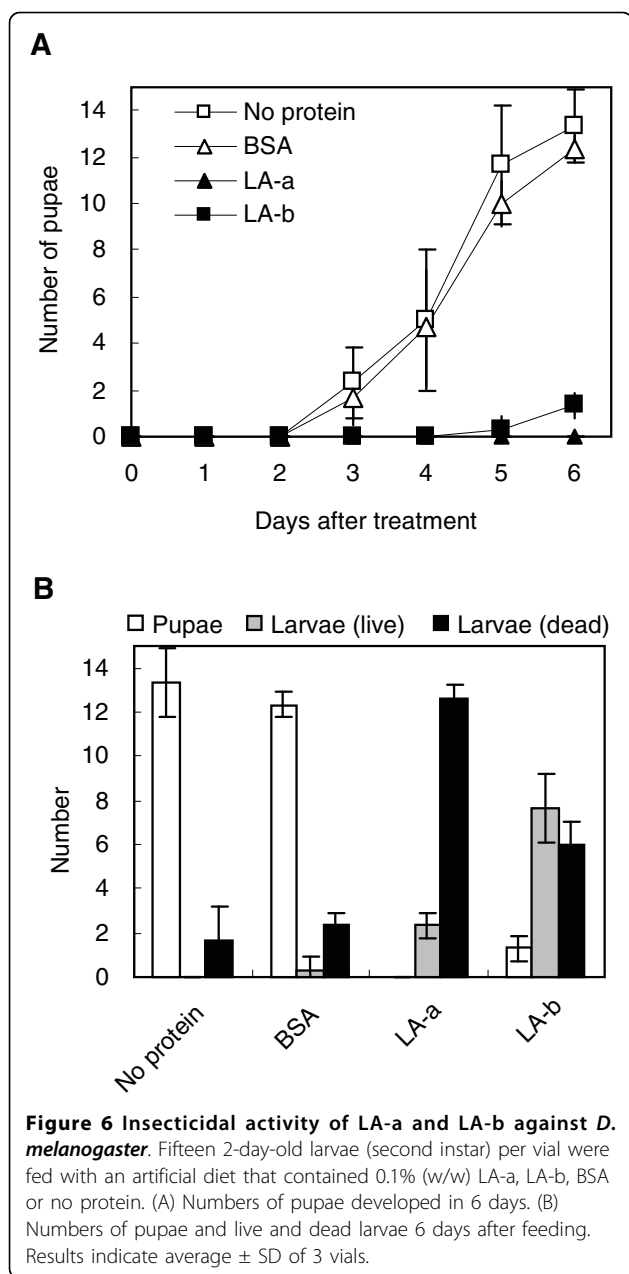 A
14
12
10
8
6
4
2
0
Number of pupae
No protein
BSA
LA-a
LA-b
0 1 2 3 4 5 6
Days after treatment
B
Pupae Larvae (live) Larvae (dead)
14
12
10
8
6
4
2
0
Number
No protein BSA LA-a LA-b
Figure 6 Insecticidal activity of LA-a and LA-b against D.
melanogaster. Fifteen 2-day-old larvae (second instar) per vial were
fed with an artificial diet that contained 0.1% (w/w) LA-a, LA-b, BSA
or no protein. (A) Numbers of pupae developed in 6 days. (B)
Numbers of pupae and live and dead larvae 6 days after feeding.
Results indicate average ± SD of 3 vials.